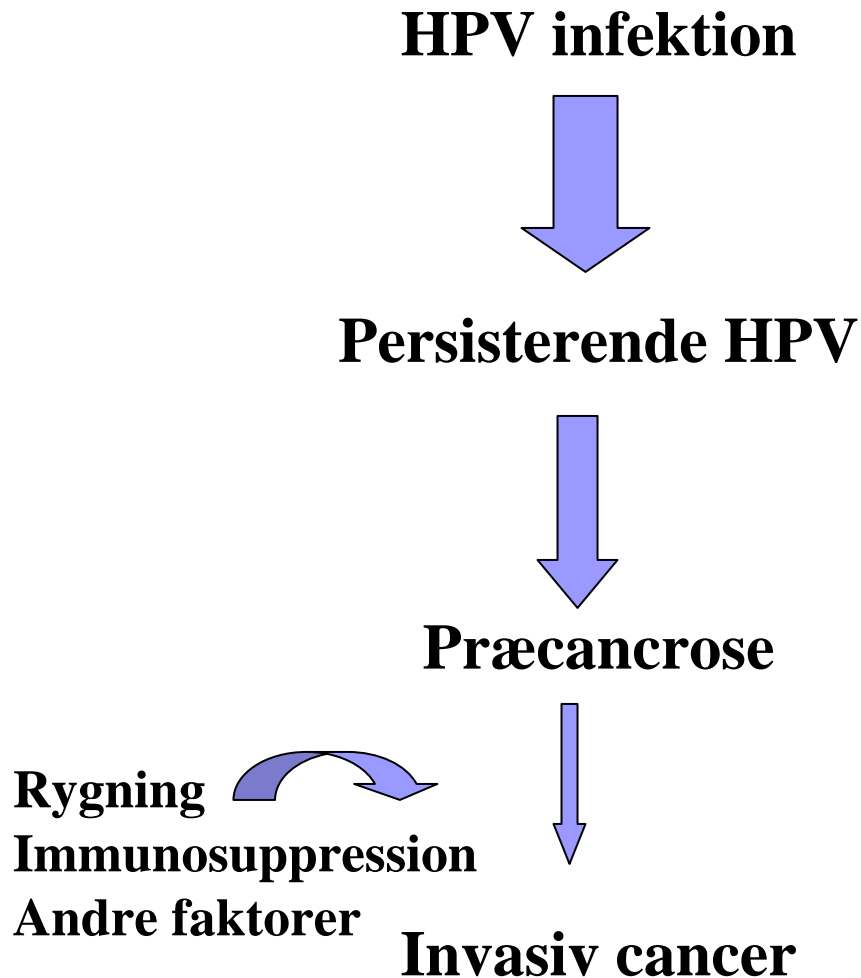 HPV infektion
Persisterende HPV
Præcancrose
Rygning
Immunosuppression
Andre faktorer
Invasiv cancer